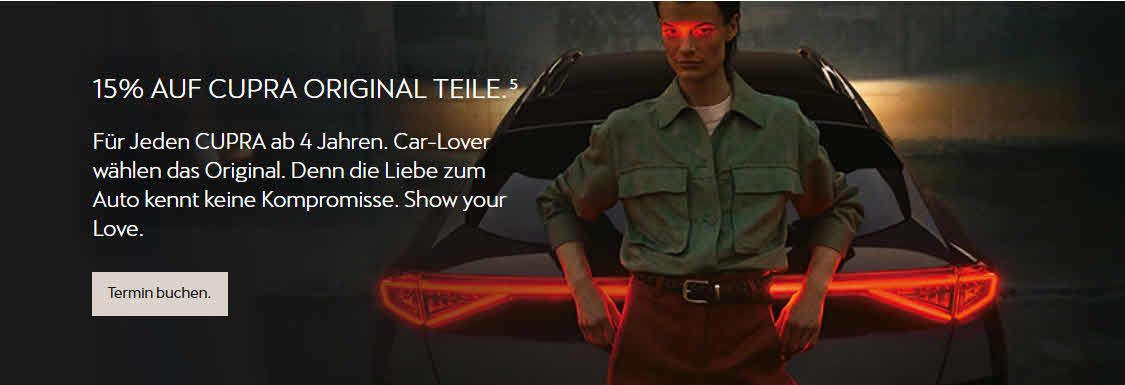 15% AUF CUPRA ORIGINAL TEILE.⁵
Für Jeden CUPRA ab 4 Jahren. Car-Lover
wählen das Original. Denn die Liebe zum
Auto kennt keine Kompromisse. Show your
Love.
Termin buchen.